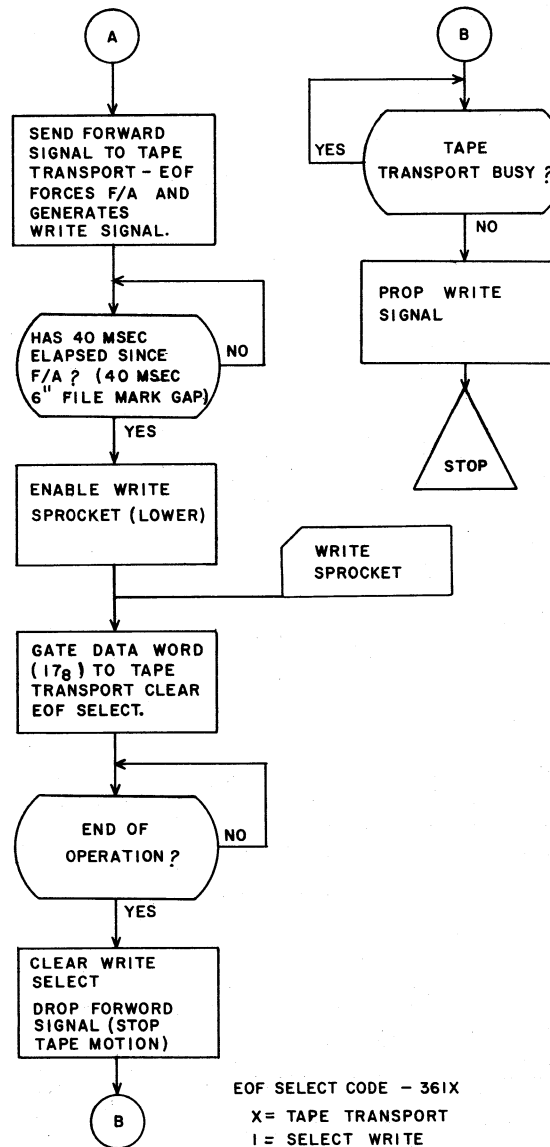 A
SEND FORWARD
SIGNAL TO TAPE
TRANSPORT - EOF
FORCES F/A AND
GENERATES
WRITE SIGNAL.
HAS 40 MSEC
ELAPSED SINCE
F/A ? (40 MSEC
6" FILE MARK GAP)
NO
YES
ENABLE WRITE
SPROCKET (LOWER)
WRITE
SPROCKET
GATE DATA WORD
(17₈) TO TAPE
TRANSPORT CLEAR
EOF SELECT.
END OF
OPERATION ?
NO
YES
CLEAR WRITE
SELECT
DROP FORWORD
SIGNAL (STOP
TAPE MOTION)
B
B
YES
TAPE
TRANSPORT BUSY ?
NO
PROP WRITE
SIGNAL
STOP
EOF SELECT CODE - 361X
X = TAPE TRANSPORT
1 = SELECT WRITE